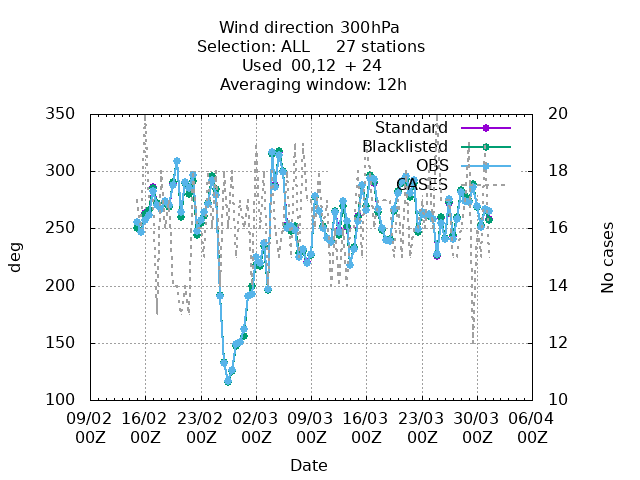 Wind direction 300hPa
Selection: ALL 27 stations
Used 00,12 + 24
Averaging window: 12h
350 20
Standard
Blacklisted
OBS
CASES
300 18
250 16
200 14
150 12
100 10
deg
No cases
09/02 16/02 23/02 02/03 09/03 16/03 23/03 30/03 06/04
00Z 00Z 00Z 00Z 00Z 00Z 00Z 00Z 00Z
Date